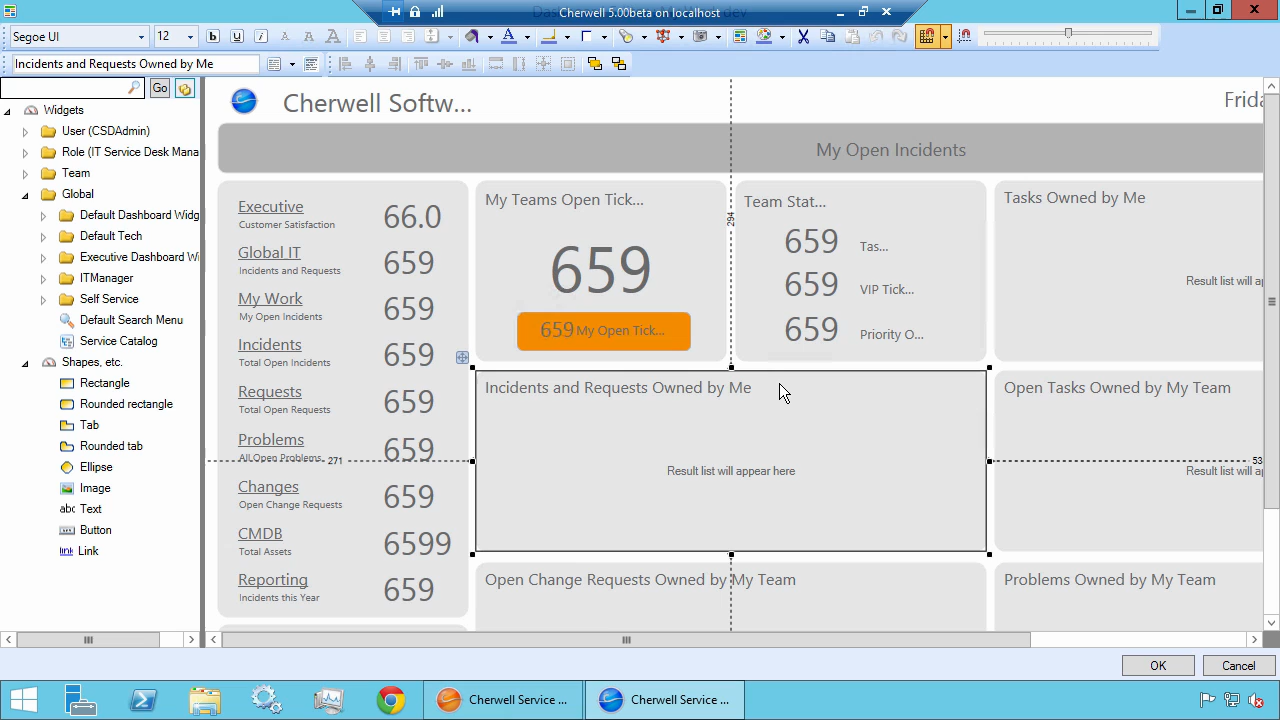 Cherwell 5.00beta on localhost
Segoe UI
12
B
U
I
A
A
A
A
Incidents and Requests Owned by Me
Go
Widgets
User (CSDAdmin)
Role (IT Service Desk Mana
Team
Global
Default Dashboard Widg
Default Tech
Executive Dashboard Wi
ITManager
Self Service
Default Search Menu
Service Catalog
Shapes, etc.
Rectangle
Rounded rectangle
Tab
Rounded tab
Ellipse
Image
abc Text
Button
link Link
Cherwell Softw...
Frida
My Open Incidents
Executive
Customer Satisfaction
66.0
Global IT
Incidents and Requests
659
My Work
My Open Incidents
659
Incidents
Total Open Incidents
659
Requests
Total Open Requests
659
Problems
All Open Problems
659
271
Changes
Open Change Requests
659
CMDB
Total Assets
6599
Reporting
Incidents this Year
659
My Teams Open Tick...
659
659 My Open Tick...
294
Team Stat...
659 Tas...
659 VIP Tick...
659 Priority O...
Tasks Owned by Me
Result list will ap
Incidents and Requests Owned by Me
Result list will appear here
Open Tasks Owned by My Team
53
Result list will ap
Open Change Requests Owned by My Team
Problems Owned by My Team
OK
Cancel
Cherwell Service ...
Cherwell Service ...